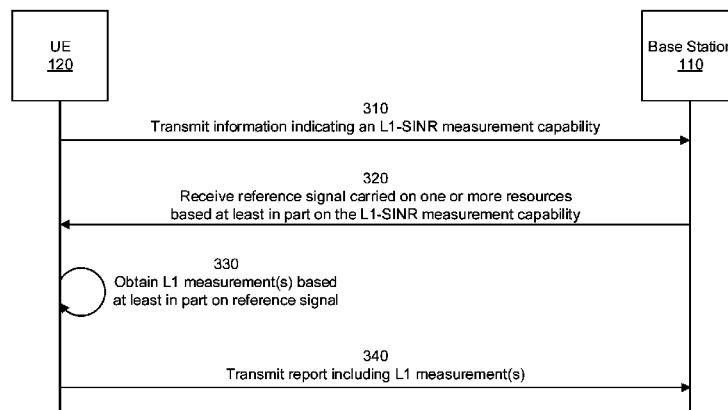 UE
120
Base Station
110
310
Transmit information indicating an L1-SINR measurement capability
320
Receive reference signal carried on one or more resources
based at least in part on the L1-SINR measurement capability
330
Obtain L1 measurement(s) based
at least in part on reference signal
340
Transmit report including L1 measurement(s)